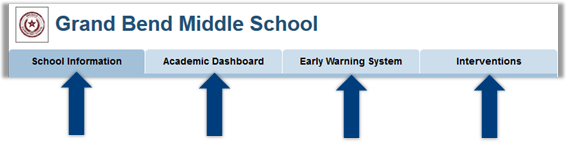 Grand Bend Middle School
School Information Academic Dashboard Early Warning System Interventions